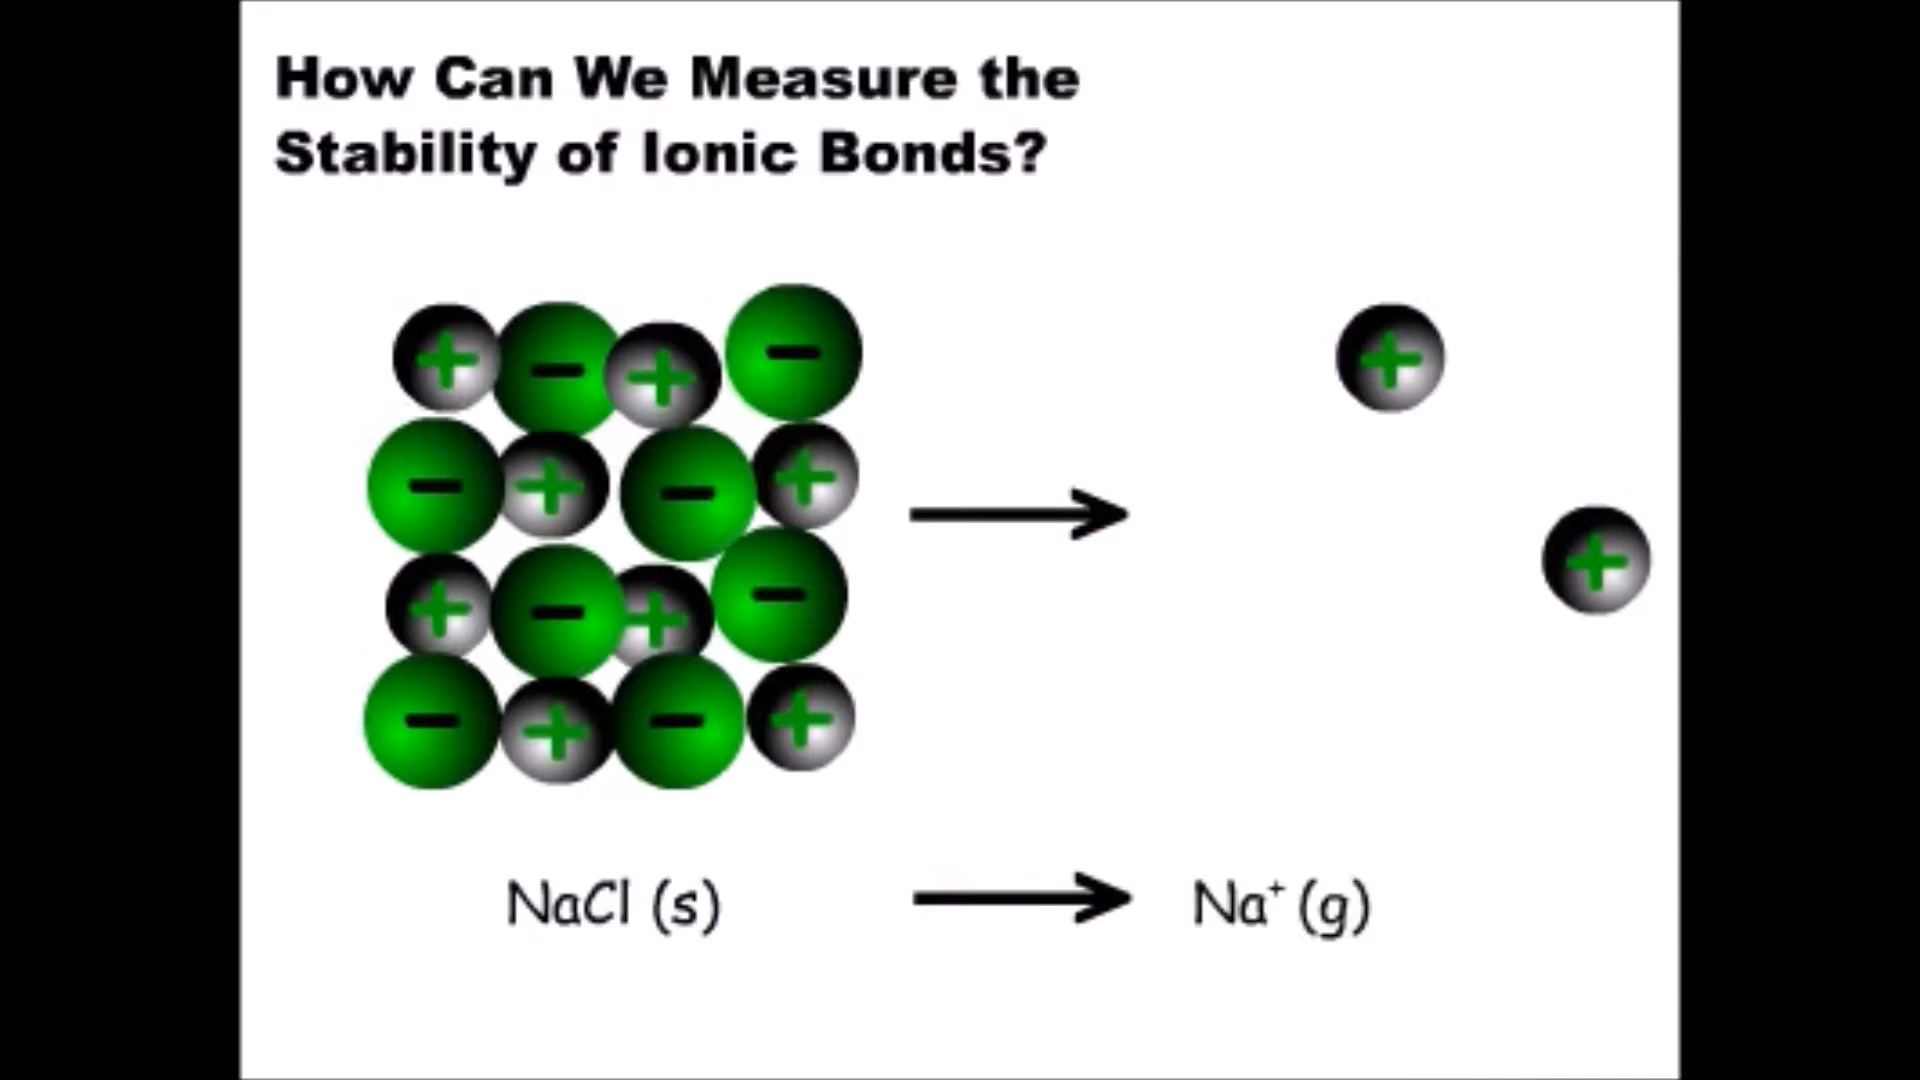 How Can We Measure the
Stability of Ionic Bonds?
+ − + −
− + − +
+ − + −
− + − +
+
+
NaCl (s) → Na⁺ (g)